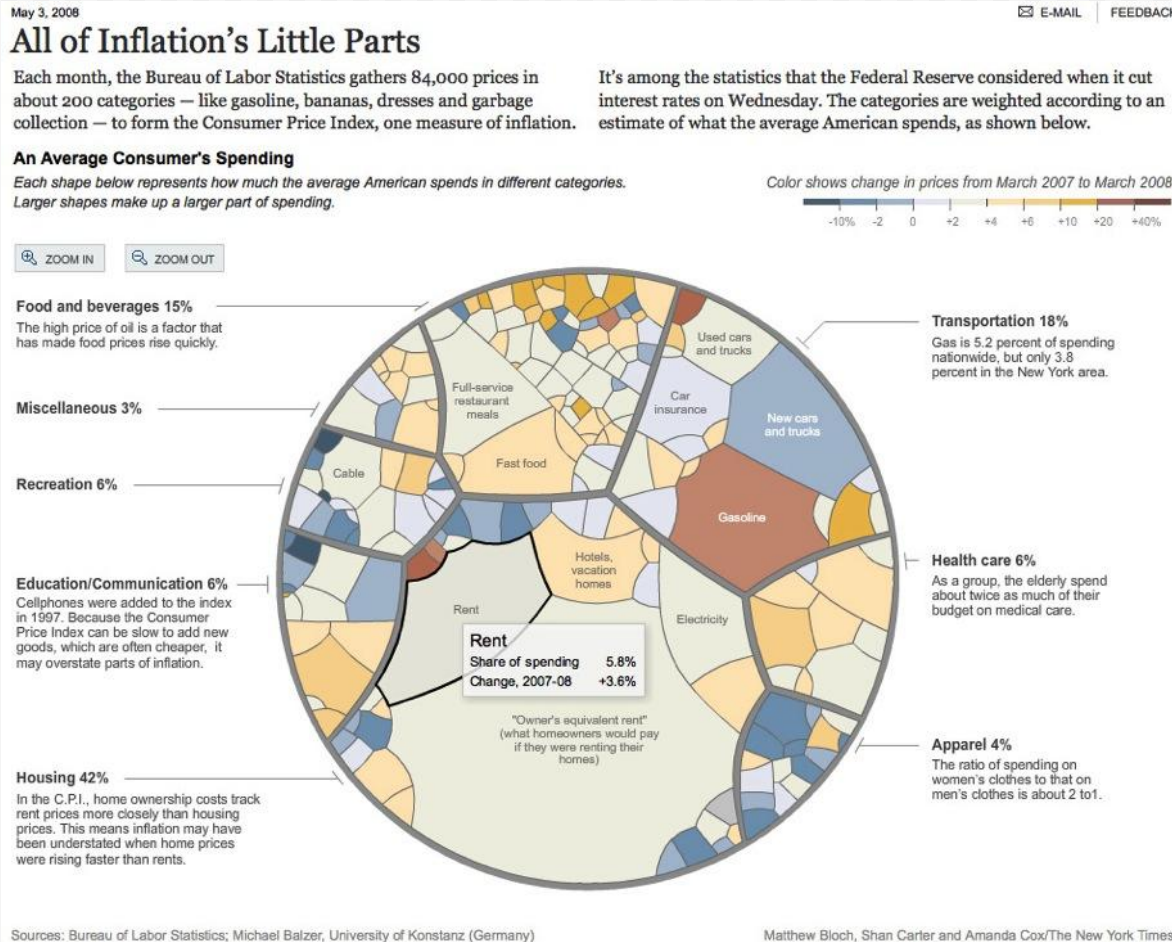 May 3, 2008
E-MAIL
FEEDBACK
All of Inflation's Little Parts
Each month, the Bureau of Labor Statistics gathers 84,000 prices in
about 200 categories — like gasoline, bananas, dresses and garbage
collection — to form the Consumer Price Index, one measure of inflation.
It's among the statistics that the Federal Reserve considered when it cut
interest rates on Wednesday. The categories are weighted according to an
estimate of what the average American spends, as shown below.
An Average Consumer's Spending
Each shape below represents how much the average American spends in different categories.
Larger shapes make up a larger part of spending.
Color shows change in prices from March 2007 to March 2008
-10% -2 0 +2 +4 +6 +10 +20 +40%
ZOOM IN
ZOOM OUT
Food and beverages 15%
The high price of oil is a factor that
has made food prices rise quickly.
Miscellaneous 3%
Recreation 6%
Education/Communication 6%
Cellphones were added to the index
in 1997. Because the Consumer
Price Index can be slow to add new
goods, which are often cheaper, it
may overstate parts of inflation.
Housing 42%
In the C.P.I., home ownership costs track
rent prices more closely than housing
prices. This means inflation may have
been understated when home prices
were rising faster than rents.
Full-service
restaurant
meals
Fast food
Cable
Used cars
and trucks
Car
insurance
New cars
and trucks
Gasoline
Hotels,
vacation
homes
Electricity
Rent
Rent
Share of spending 5.8%
Change, 2007-08 +3.6%
"Owner's equivalent rent"
(what homeowners would pay
if they were renting their
homes)
Transportation 18%
Gas is 5.2 percent of spending
nationwide, but only 3.8
percent in the New York area.
Health care 6%
As a group, the elderly spend
about twice as much of their
budget on medical care.
Apparel 4%
The ratio of spending on
women's clothes to that on
men's clothes is about 2 to1.
Sources: Bureau of Labor Statistics; Michael Balzer, University of Konstanz (Germany)
Matthew Bloch, Shan Carter and Amanda Cox/The New York Times